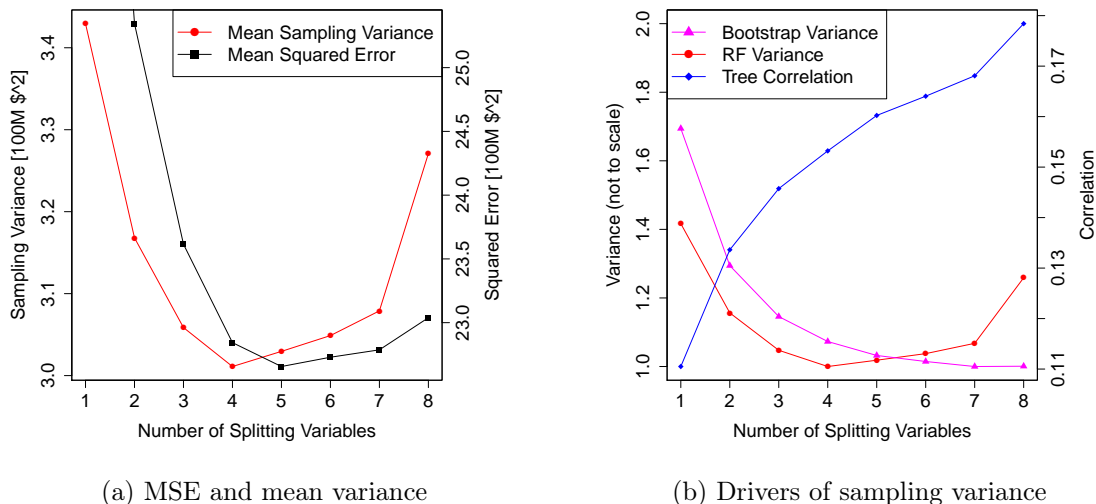 Mean Sampling Variance
Mean Squared Error
3.0 3.1 3.2 3.3 3.4
Sampling Variance [100M $^2]
23.0 23.5 24.0 24.5 25.0
Squared Error [100M $^2]
1 2 3 4 5 6 7 8
Number of Splitting Variables
(a) MSE and mean variance
Bootstrap Variance
RF Variance
Tree Correlation
1.0 1.2 1.4 1.6 1.8 2.0
Variance (not to scale)
0.11 0.13 0.15 0.17
Correlation
1 2 3 4 5 6 7 8
Number of Splitting Variables
(b) Drivers of sampling variance